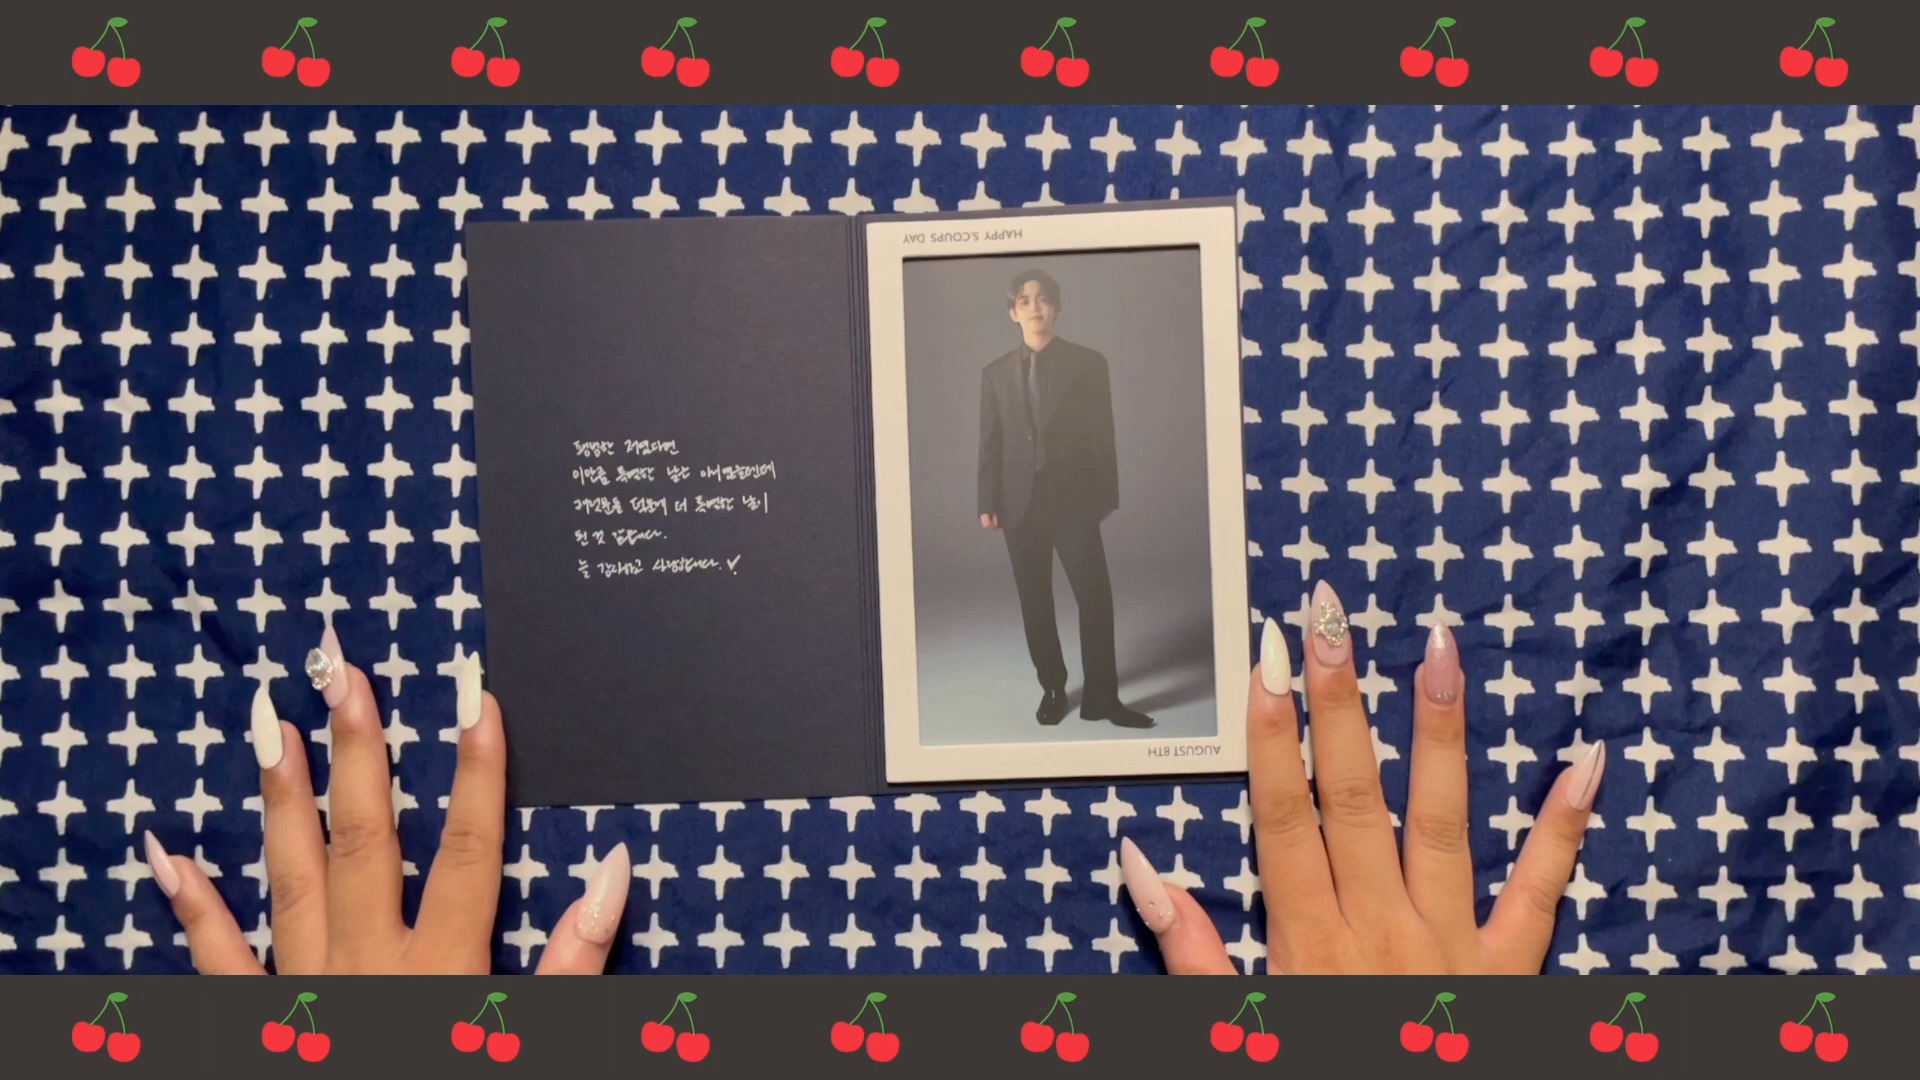 평범한 저였다면
이만큼 특별한 날은 아니었을텐데
여러분들 덕분에 더 특별한 날이
된 것 같습니다.
늘 감사하고 사랑합니다.
HAPPY S.COUPS DAY
AUGUST 8TH